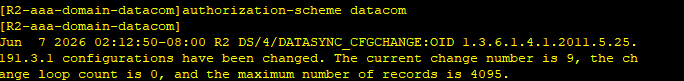 [R2-aaa-domain-datacom]authorization-scheme datacom
[R2-aaa-domain-datacom]
Jun  7 2026 02:12:50-08:00 R2 DS/4/DATASYNC_CFGCHANGE:OID 1.3.6.1.4.1.2011.5.25.
191.3.1 configurations have been changed. The current change number is 9, the ch
ange loop count is 0, and the maximum number of records is 4095.